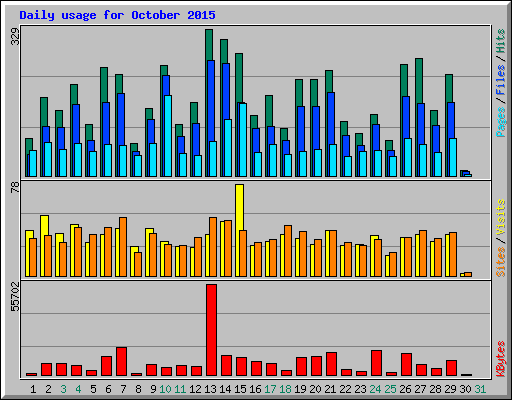 Daily usage for October 2015
329
Pages / Files / Hits
78
Sites / Visits
55702
KBytes
1 2 3 4 5 6 7 8 9 10 11 12 13 14 15 16 17 18 19 20 21 22 23 24 25 26 27 28 29 30 31